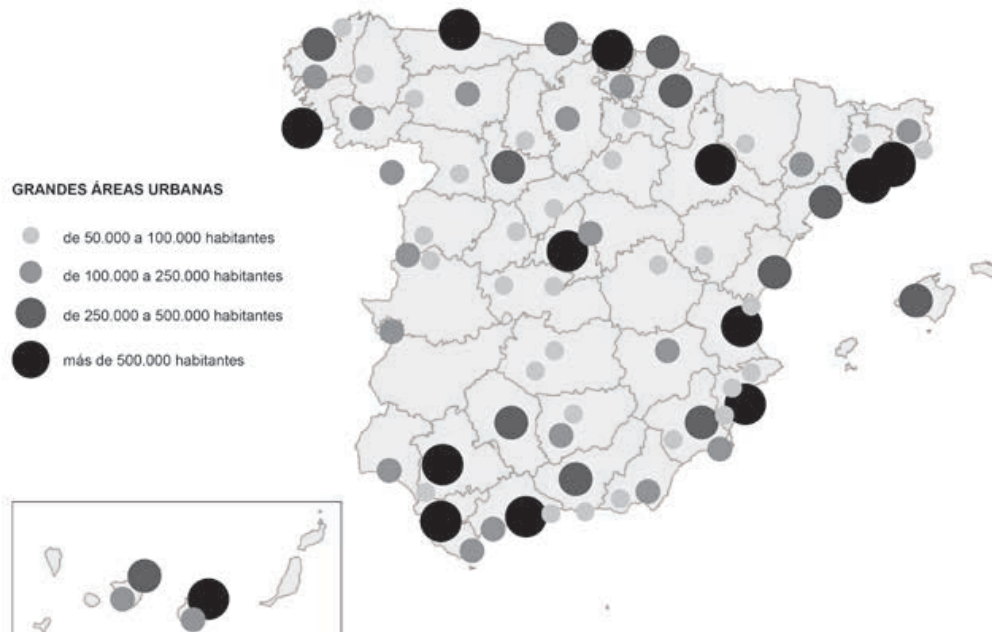 GRANDES ÁREAS URBANAS
de 50.000 a 100.000 habitantes
de 100.000 a 250.000 habitantes
de 250.000 a 500.000 habitantes
más de 500.000 habitantes